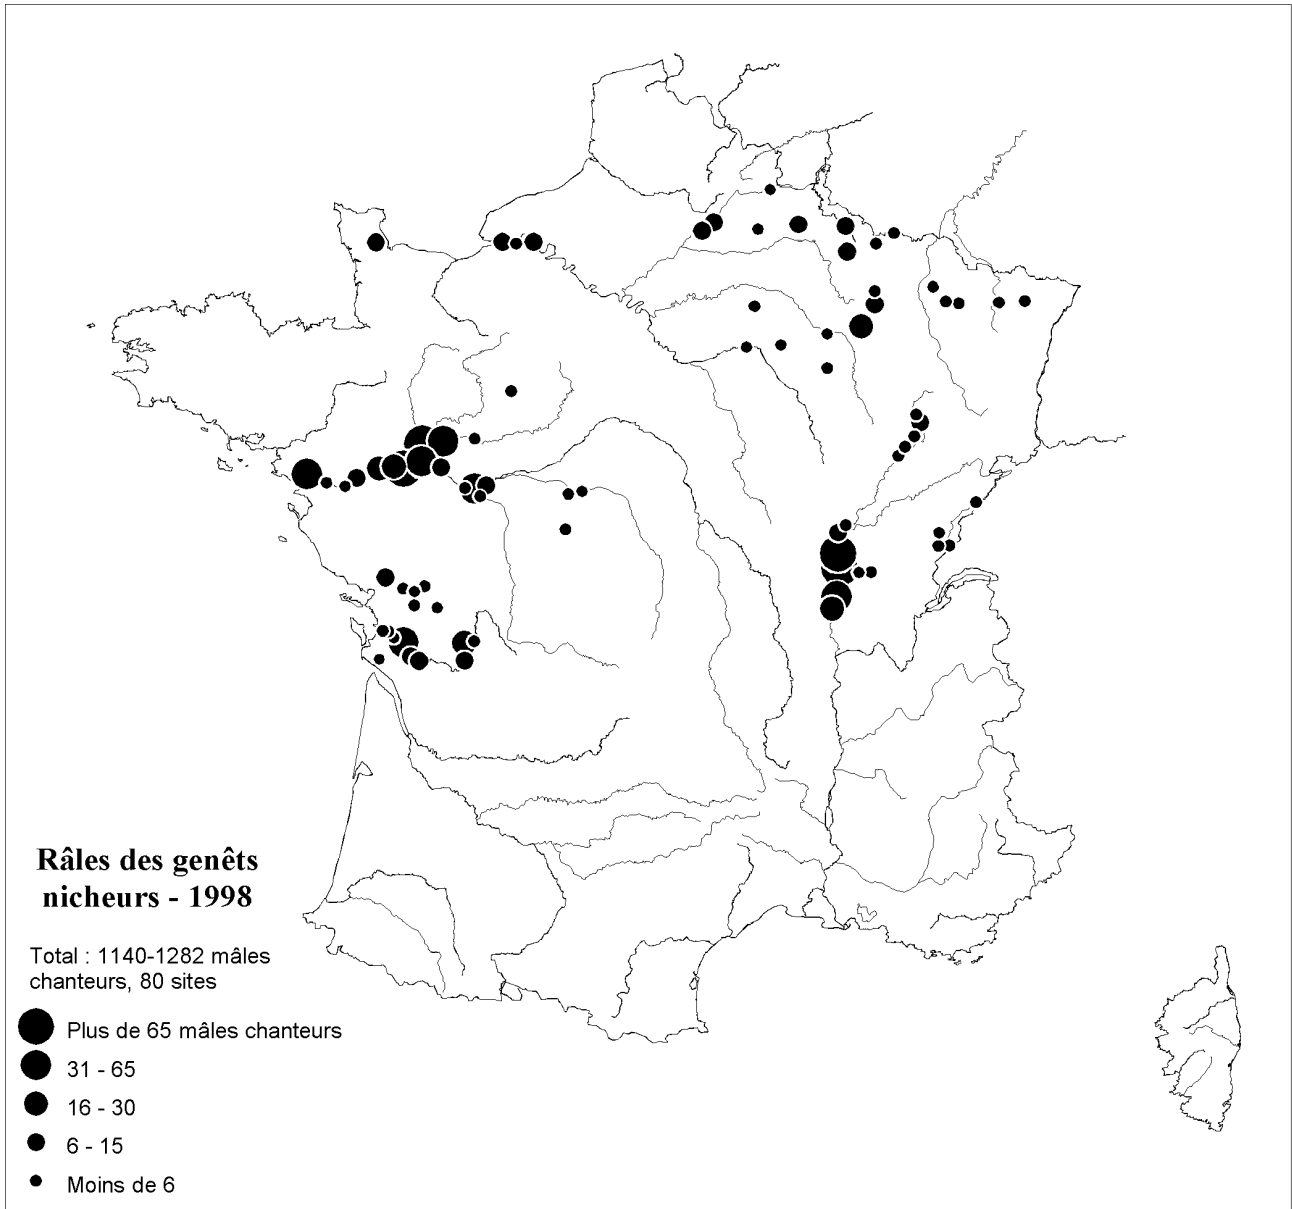 Râles des genêts
nicheurs - 1998
Total : 1140-1282 mâles
chanteurs, 80 sites
Plus de 65 mâles chanteurs
31 - 65
16 - 30
6 - 15
Moins de 6